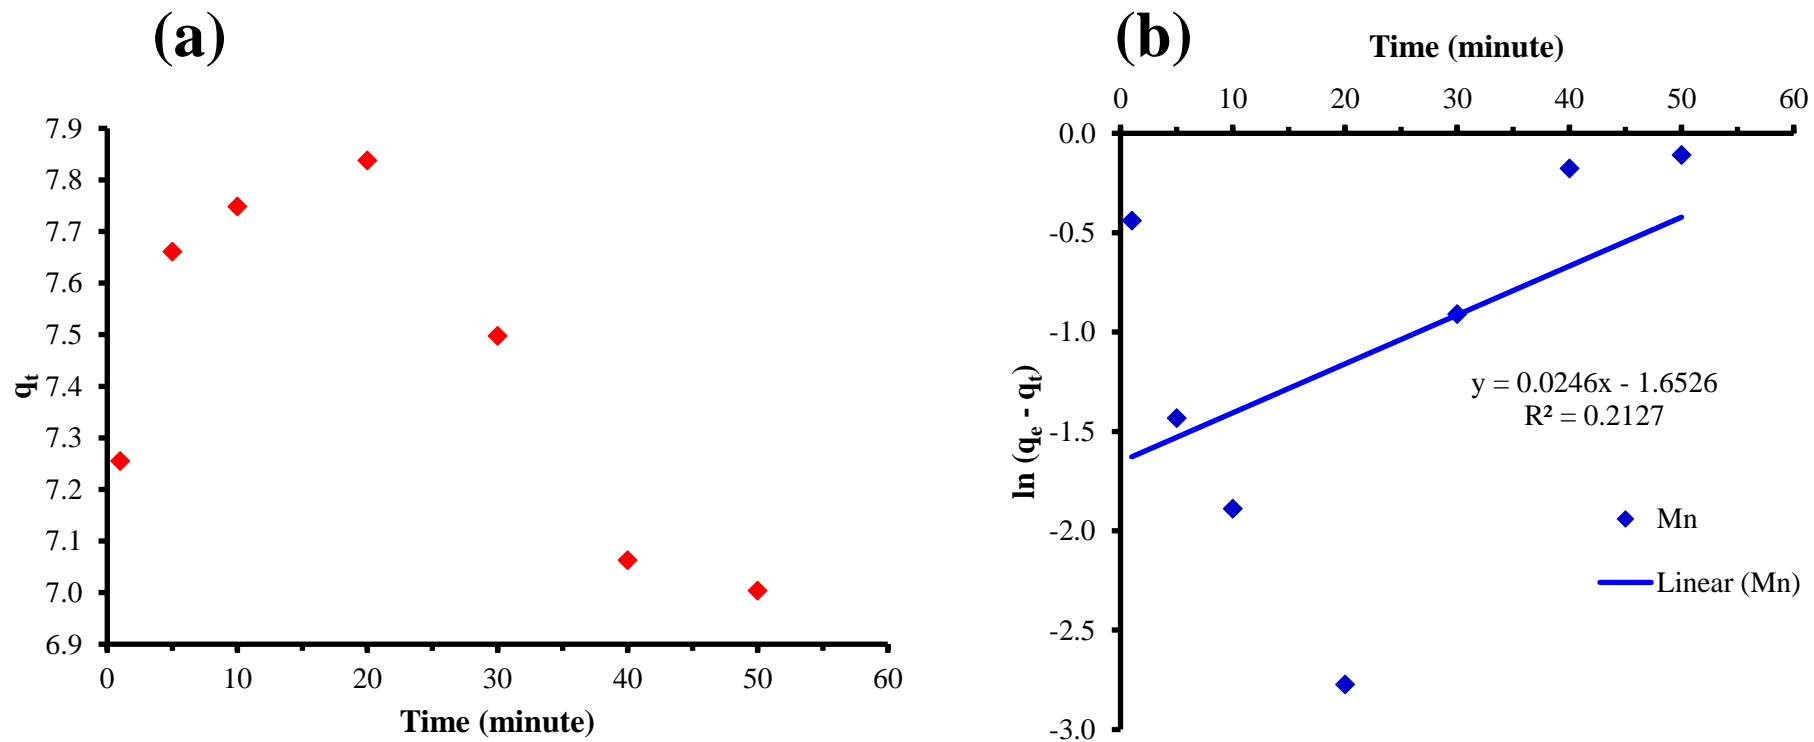 (a)
7.9
7.8
7.7
7.6
7.5
7.4
7.3
7.2
7.1
7.0
6.9
qt
0 10 20 30 40 50 60
Time (minute)
(b)
Time (minute)
0 10 20 30 40 50 60
0.0
-0.5
-1.0
-1.5
-2.0
-2.5
-3.0
ln (qe - qt)
y = 0.0246x - 1.6526
R² = 0.2127
Mn
Linear (Mn)